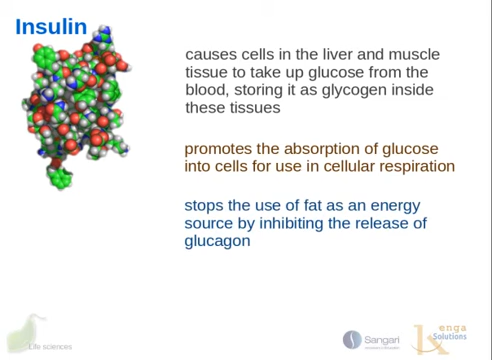 Insulin
causes cells in the liver and muscle
tissue to take up glucose from the
blood, storing it as glycogen inside
these tissues
promotes the absorption of glucose
into cells for use in cellular respiration
stops the use of fat as an energy
source by inhibiting the release of
glucagon
Life sciences
Sangari
enga
Solutions